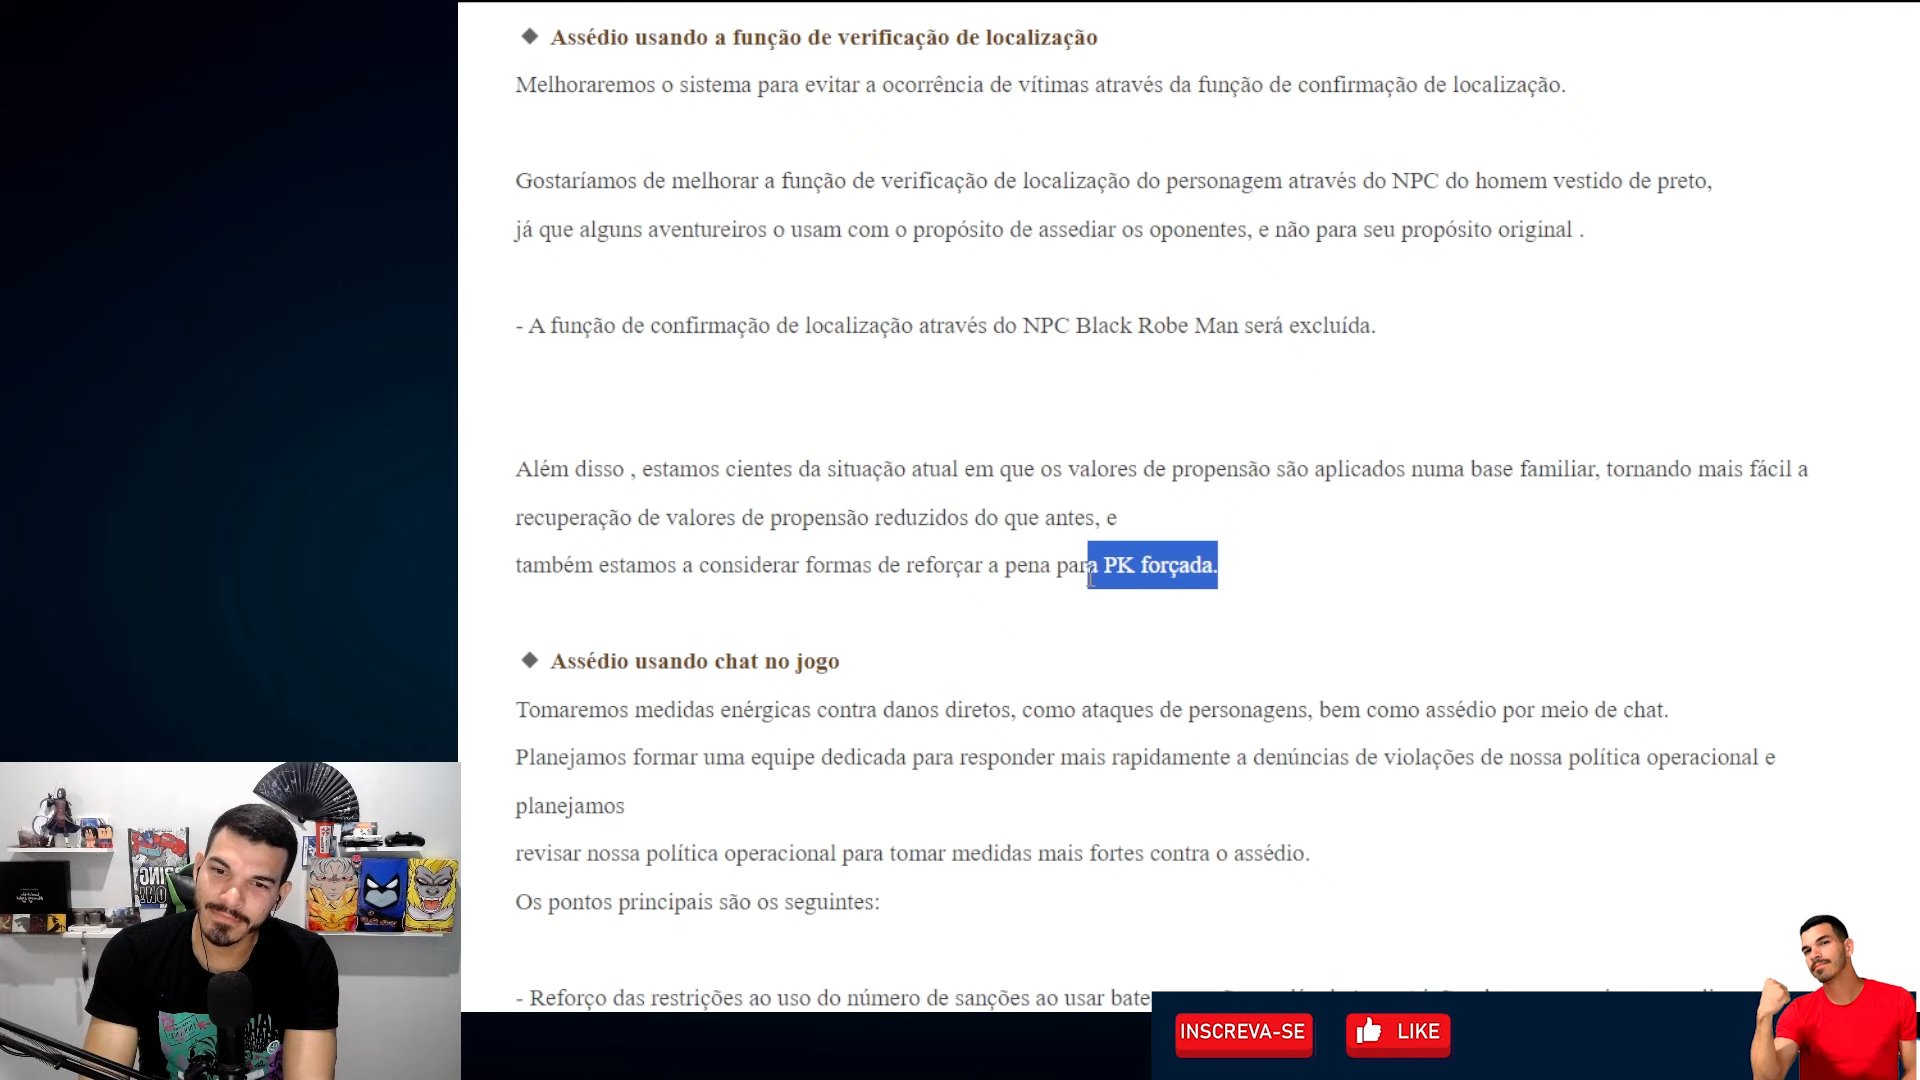 ◆ Assédio usando a função de verificação de localização
Melhoraremos o sistema para evitar a ocorrência de vítimas através da função de confirmação de localização.
Gostaríamos de melhorar a função de verificação de localização do personagem através do NPC do homem vestido de preto,
já que alguns aventureiros o usam com o propósito de assediar os oponentes, e não para seu propósito original .
- A função de confirmação de localização através do NPC Black Robe Man será excluída.
Além disso , estamos cientes da situação atual em que os valores de propensão são aplicados numa base familiar, tornando mais fácil a
recuperação de valores de propensão reduzidos do que antes, e
também estamos a considerar formas de reforçar a pena para PK forçada.
◆ Assédio usando chat no jogo
Tomaremos medidas enérgicas contra danos diretos, como ataques de personagens, bem como assédio por meio de chat.
Planejamos formar uma equipe dedicada para responder mais rapidamente a denúncias de violações de nossa política operacional e
planejamos
revisar nossa política operacional para tomar medidas mais fortes contra o assédio.
Os pontos principais são os seguintes:
- Reforço das restrições ao uso do número de sanções ao usar
INSCREVA-SE
LIKE